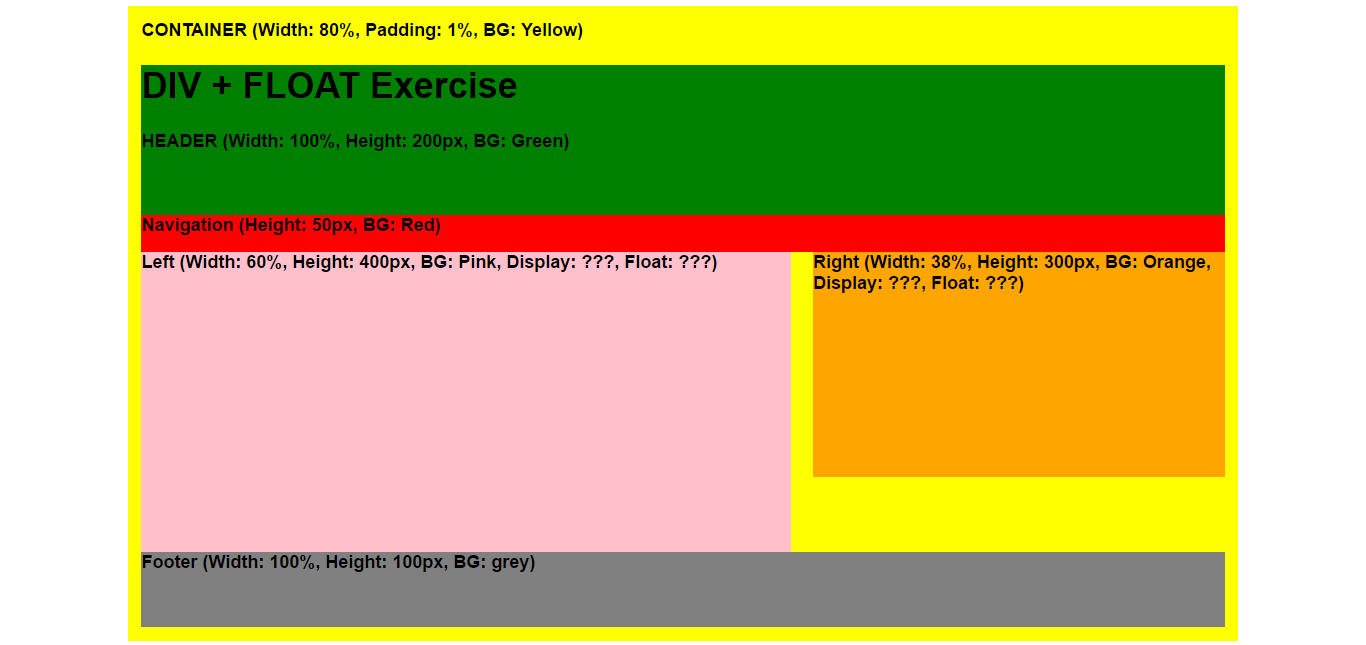 CONTAINER (Width: 80%, Padding: 1%, BG: Yellow)
DIV + FLOAT Exercise
HEADER (Width: 100%, Height: 200px, BG: Green)
Navigation (Height: 50px, BG: Red)
Left (Width: 60%, Height: 400px, BG: Pink, Display: ???, Float: ???)
Right (Width: 38%, Height: 300px, BG: Orange,
Display: ???, Float: ???)
Footer (Width: 100%, Height: 100px, BG: grey)